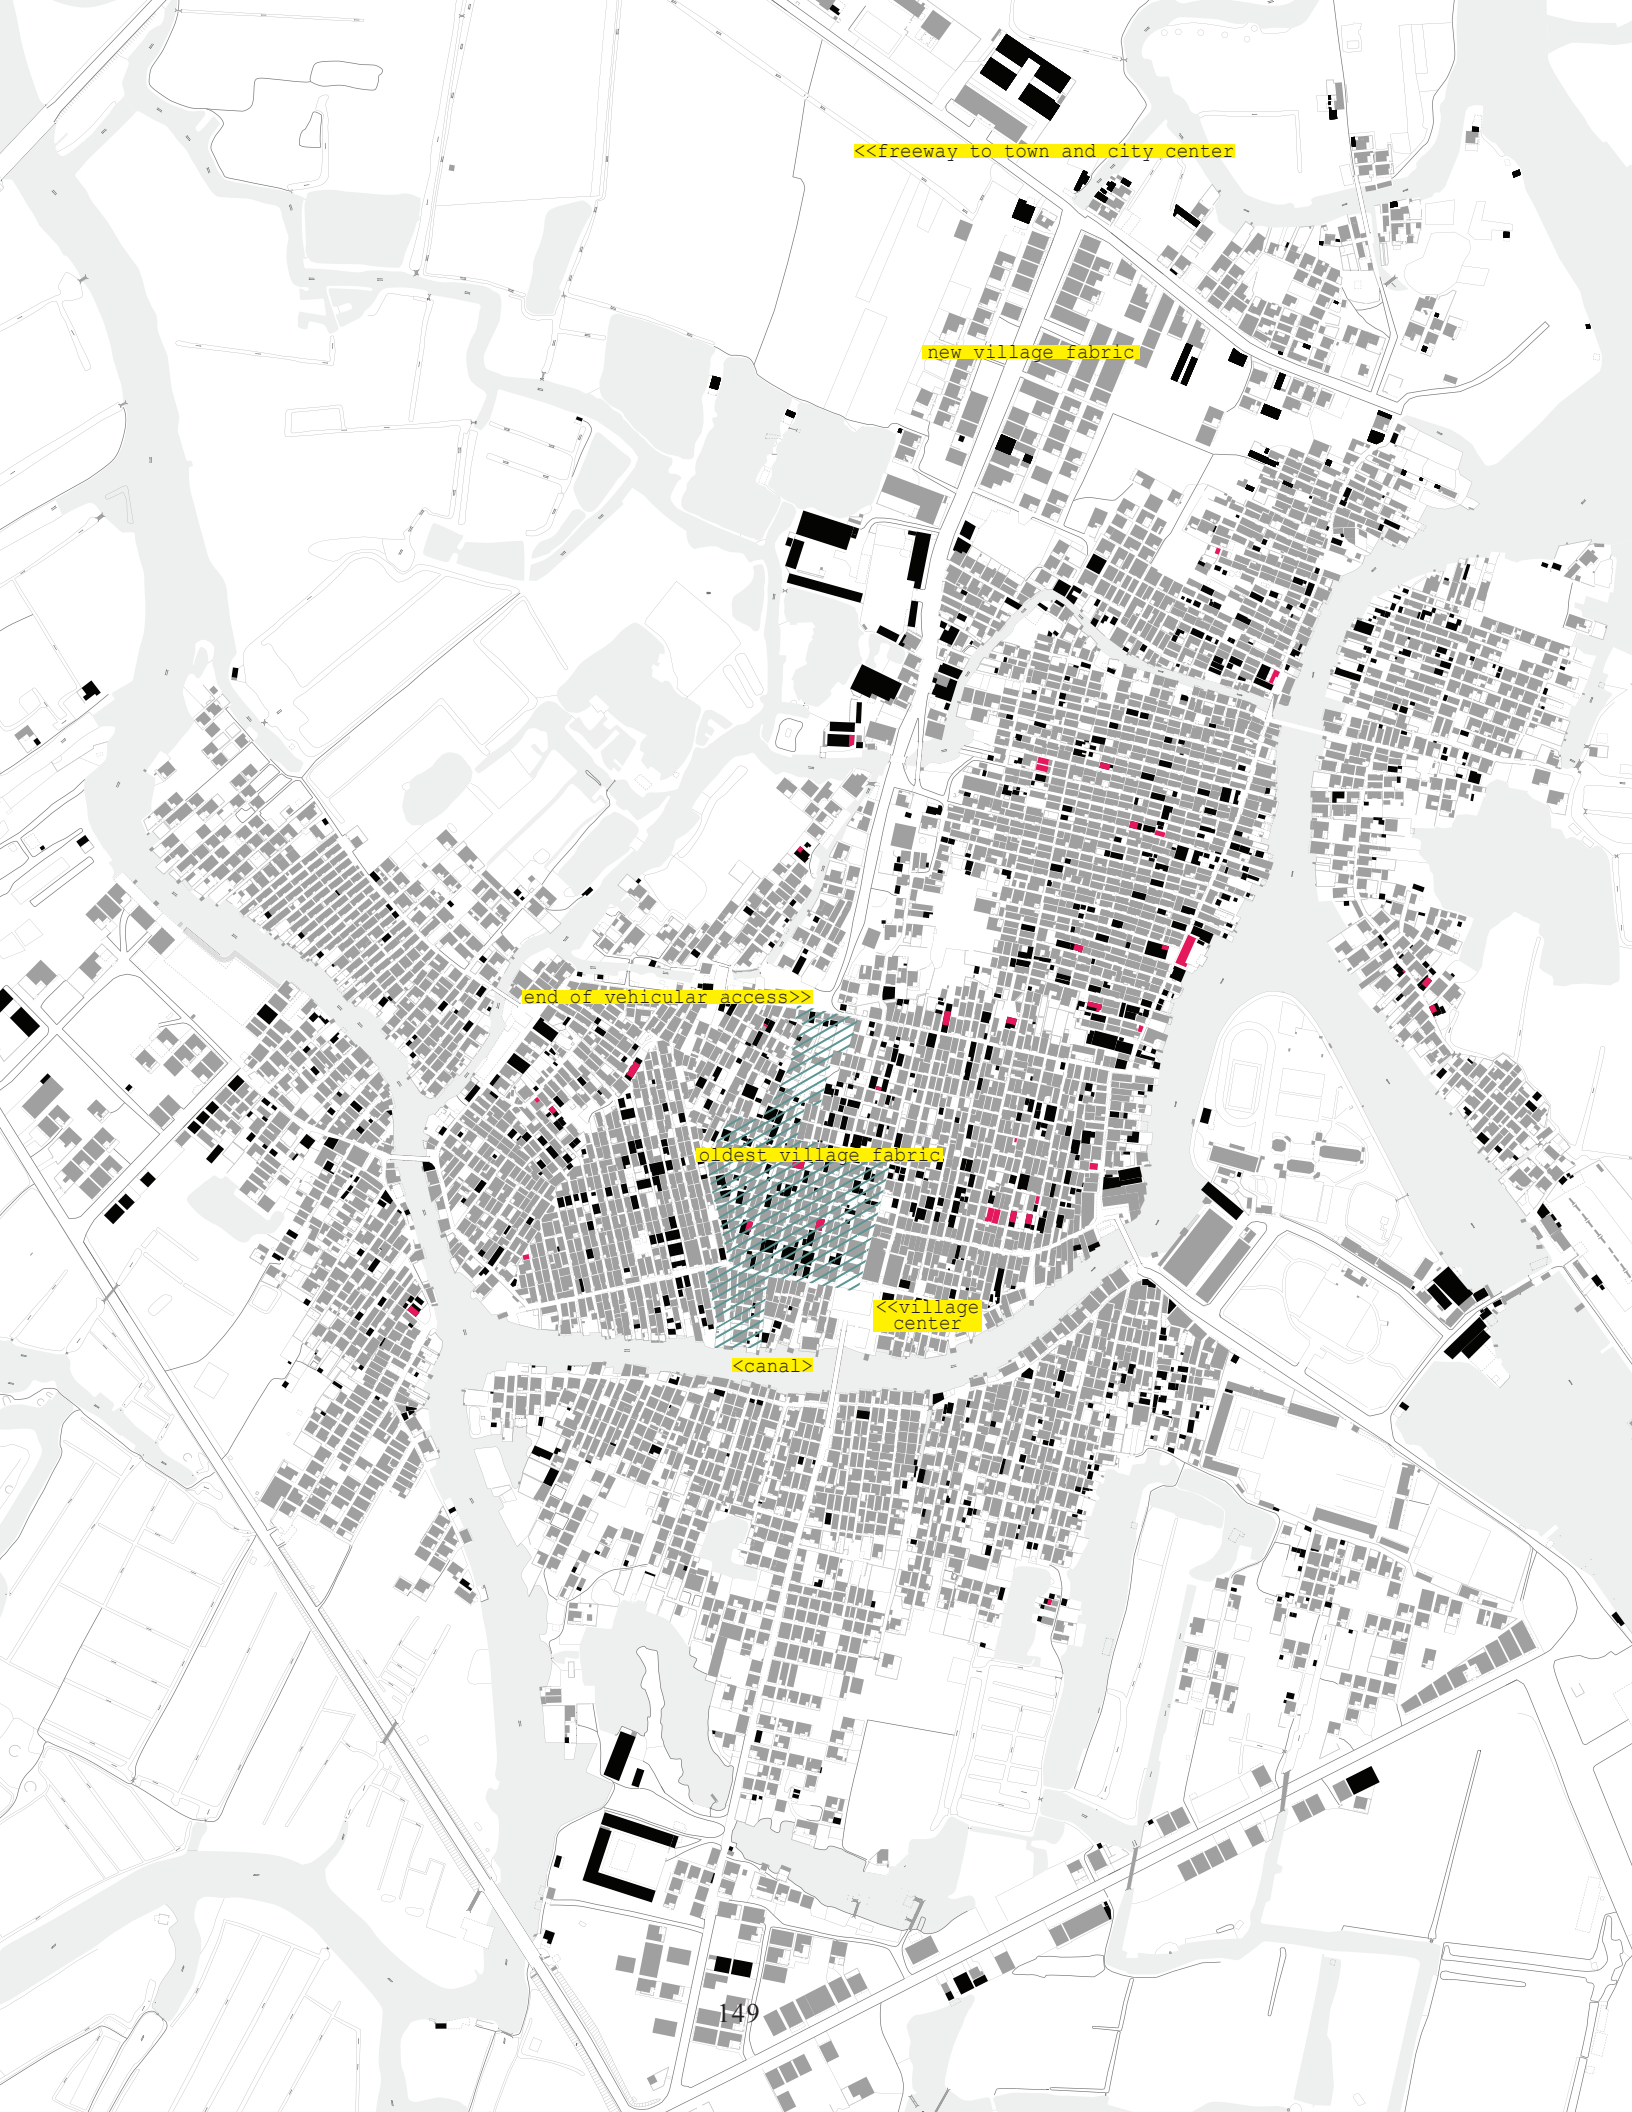 <<freeway to town and city center
new village fabric
end of vehicular access>>
oldest village fabric
<<village
center
<canal>
149